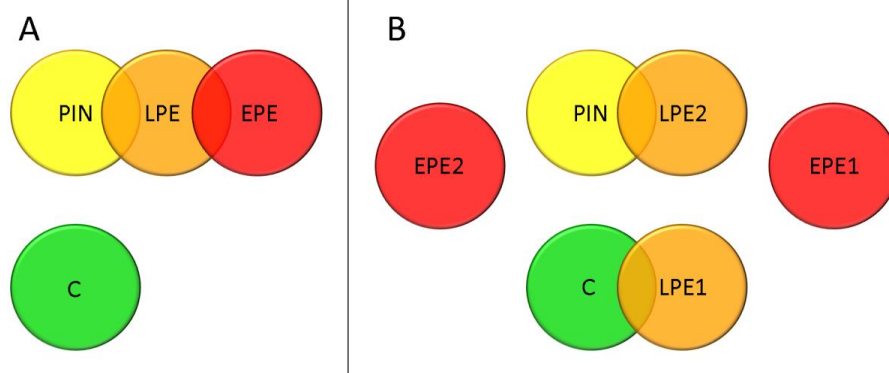 A
PIN LPE EPE
C
B
PIN LPE2
EPE2 EPE1
C LPE1